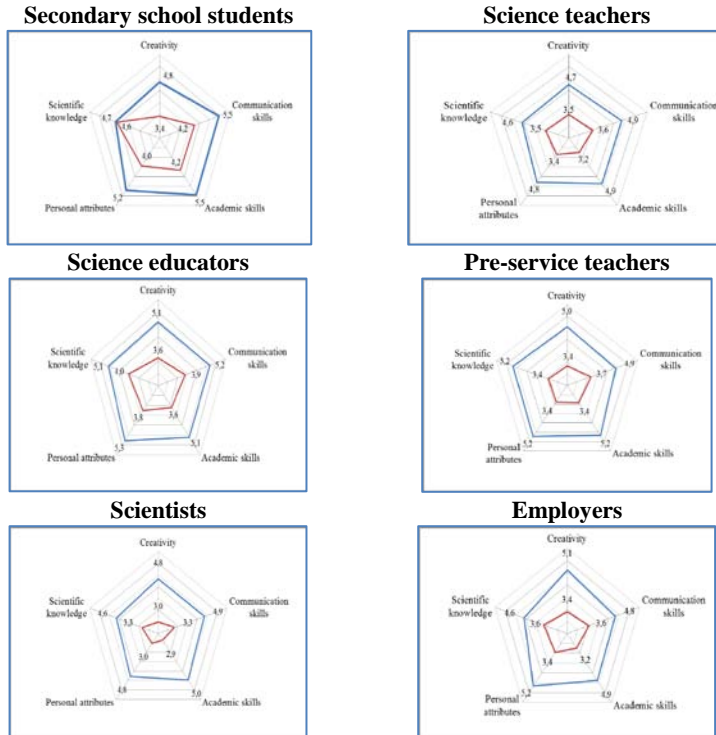 Secondary school students
Creativity
4,8
Scientific
knowledge
4,7
4,6
3,4
4,2
Communication
skills
5,5
4,0
4,2
Personal attributes
5,2
5,5
Academic skills
Science teachers
Creativity
4,7
3,5
Scientific
knowledge
4,6
3,5
3,6
4,9
Communication
skills
3,4
3,2
4,8
4,9
Personal
attributes
Academic skills
Science educators
Creativity
5,1
3,6
Scientific
knowledge
5,1
4,0
3,9
5,2
Communication
skills
3,8
3,6
Personal attributes
5,3
5,1
Academic skills
Pre-service teachers
Creativity
5,0
3,4
Scientific
knowledge
5,2
3,4
3,7
4,9
Communication
skills
3,4
3,4
5,2
5,2
Personal
attributes
Academic skills
Scientists
Creativity
4,8
3,0
Scientific
knowledge
4,6
3,3
3,3
4,9
Communication
skills
3,0
2,9
4,8
5,0
Personal attributes
Academic skills
Employers
Creativity
5,1
3,4
Scientific
knowledge
4,6
3,6
3,6
4,8
Communication
skills
3,4
3,2
5,2
4,9
Personal
attributes
Academic skills